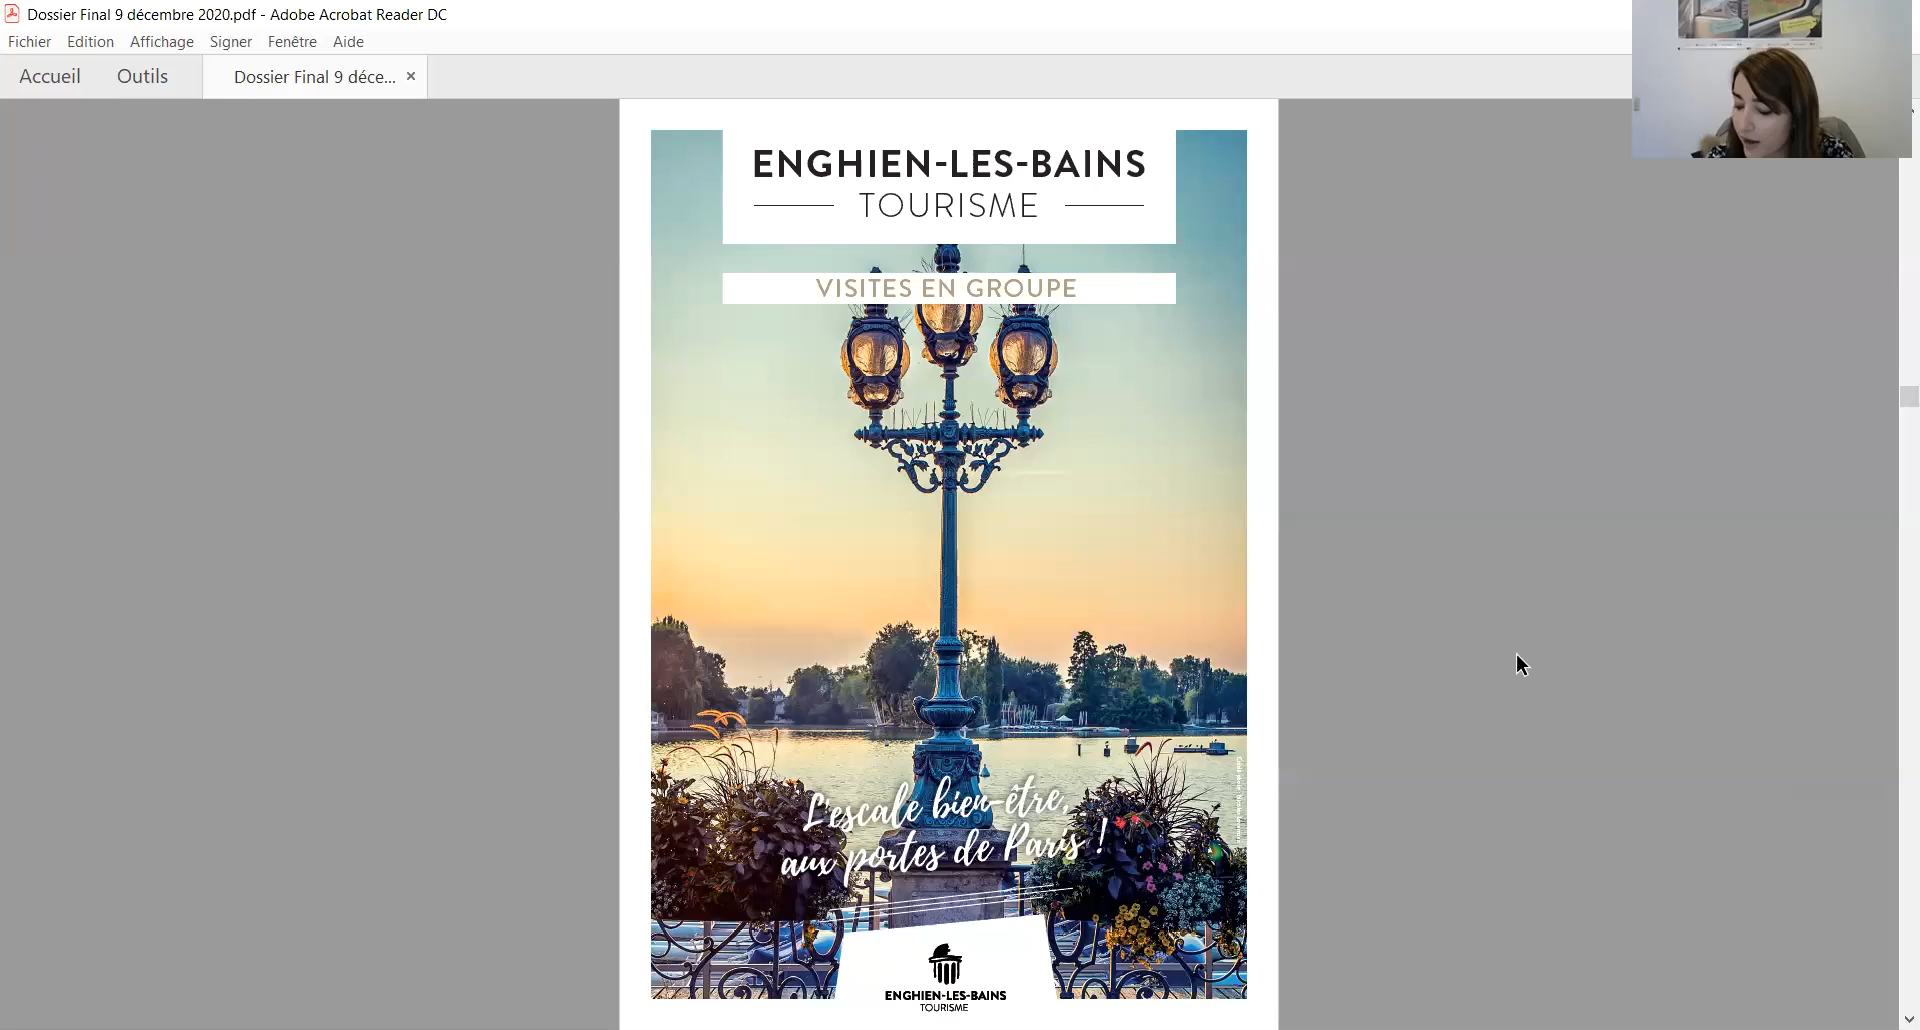 Dossier Final 9 décembre 2020.pdf - Adobe Acrobat Reader DC
Fichier Edition Affichage Signer Fenêtre Aide
Accueil Outils Dossier Final 9 déce... ×
ENGHIEN-LES-BAINS
TOURISME
VISITES EN GROUPE
L'escale bien-être,
aux portes de Paris !
ENGHIEN-LES-BAINS
TOURISME